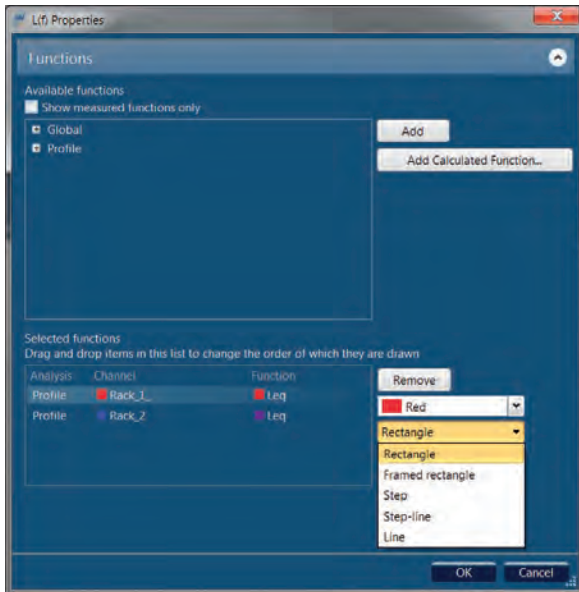 L(f) Properties
Functions
Available functions
Show measured functions only
Global
Profile
Add
Add Calculated Function...
Selected functions
Drag and drop items in this list to change the order of which they are drawn
Analysis Channel Function
Profile Rack_1_ Leq
Profile Rack_2 Leq
Remove
Red
Rectangle
Rectangle
Framed rectangle
Step
Step-line
Line
OK Cancel